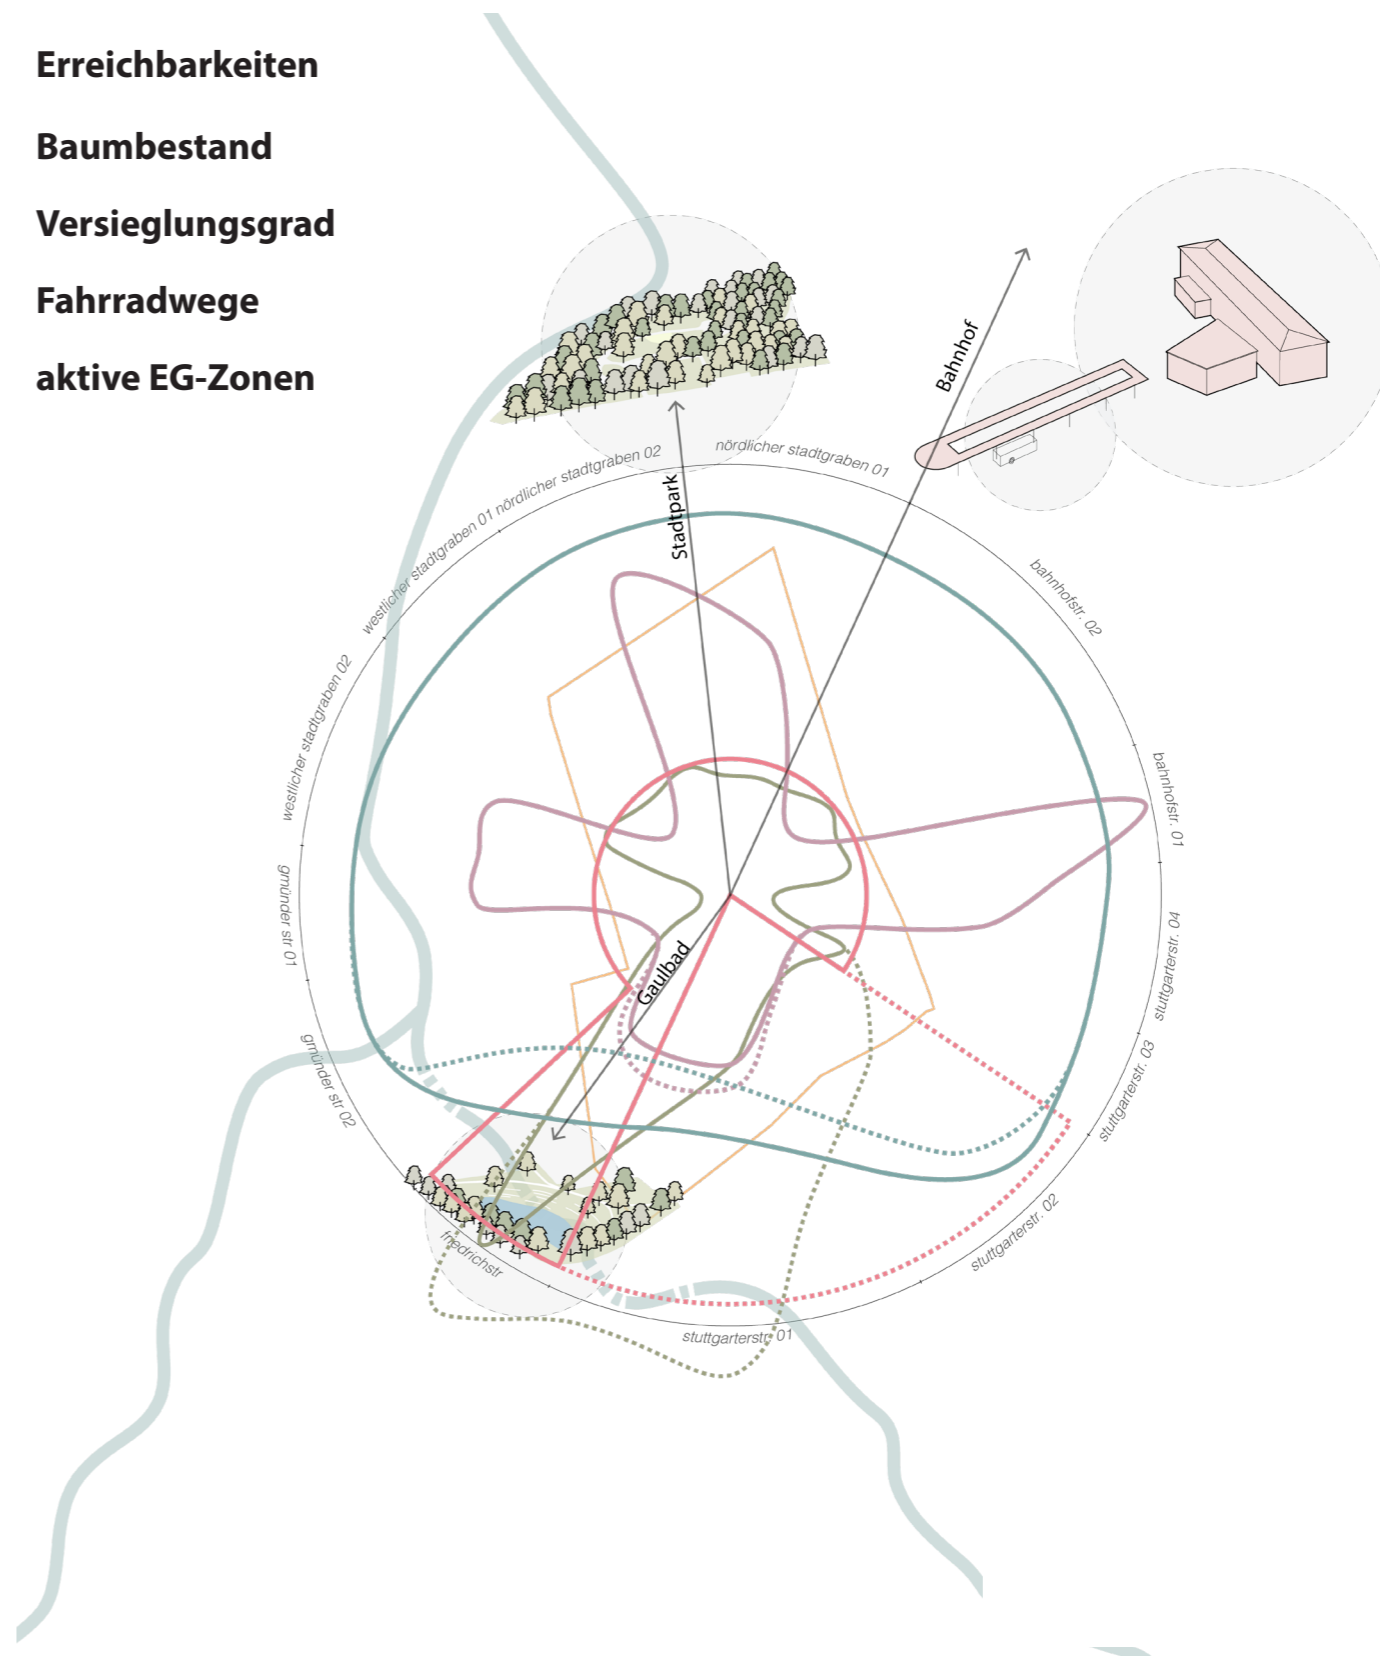 Erreichbarkeiten
Baumbestand
Versieglungsgrad
Fahrradwege
aktive EG-Zonen
Bahnhof
Stadtpark
Gaulbad
nördlicher stadtgraben 01
bahnhofstr. 02
bahnhofstr. 01
stuttgarterstr. 04
stuttgarterstr. 03
stuttgarterstr. 02
stuttgarterstr. 01
friedrichstr
gmünder str 02
gmünder str 01
westlicher stadtgraben 02
westlicher stadtgraben 01
nördlicher stadtgraben 02